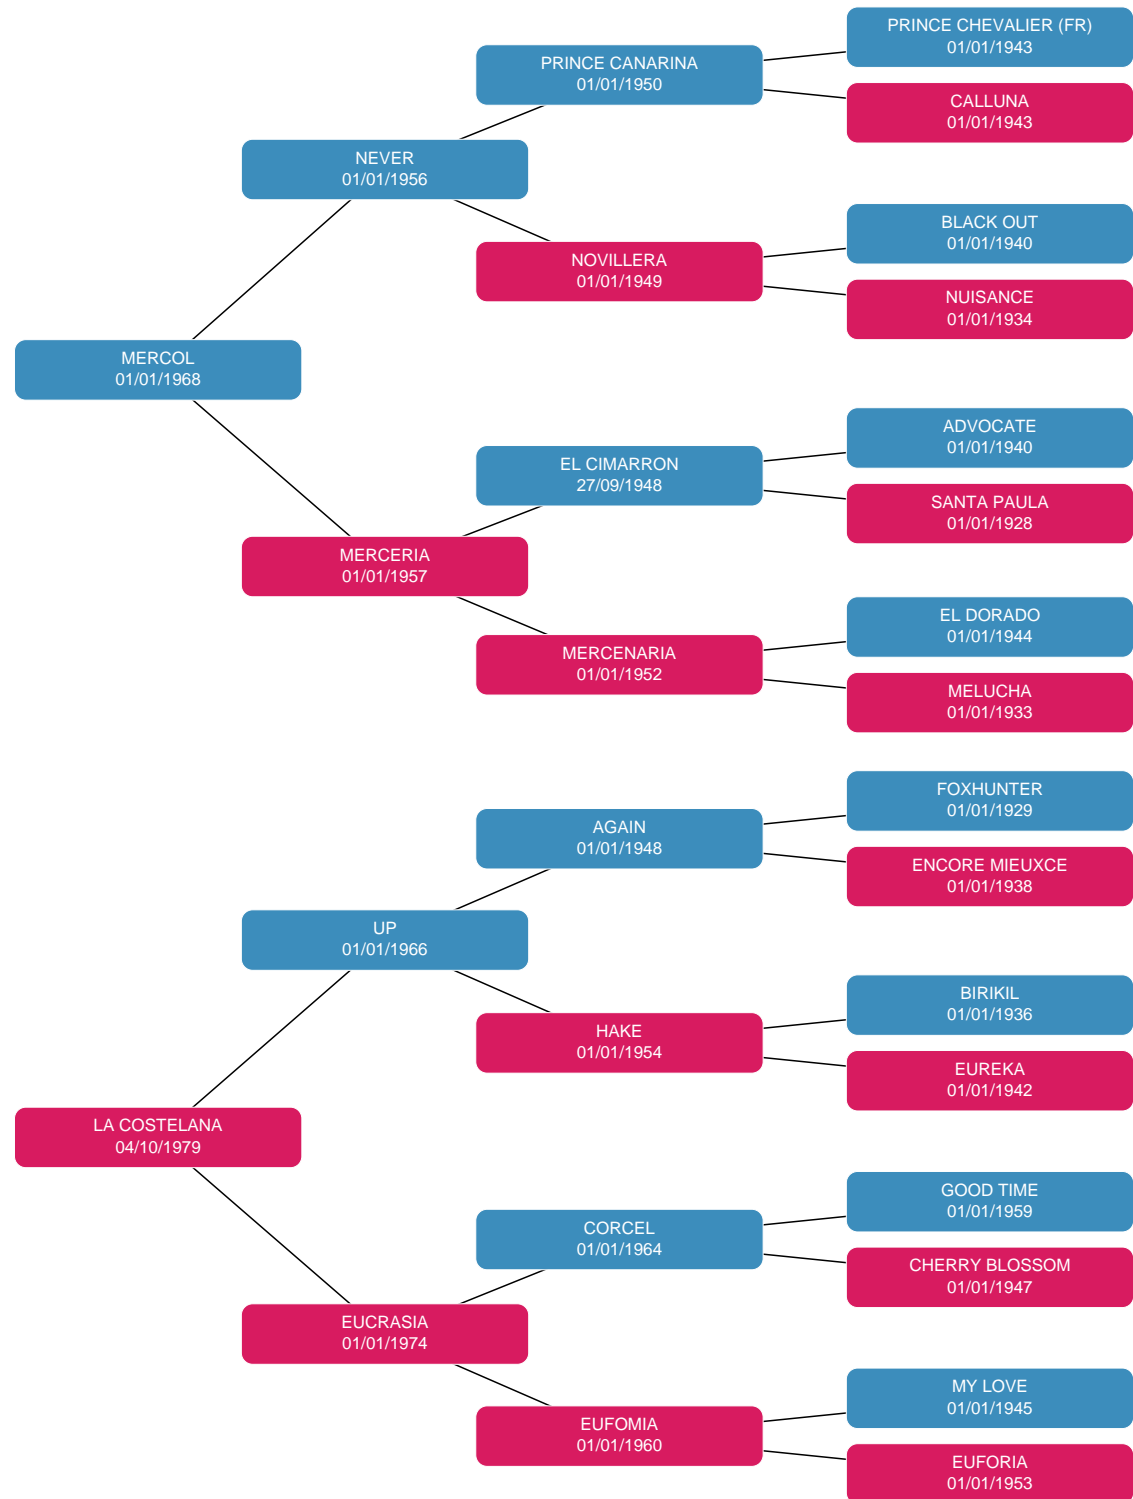 PRINCE CHEVALIER (FR)
01/01/1943
PRINCE CANARINA
01/01/1950
CALLUNA
01/01/1943
NEVER
01/01/1956
BLACK OUT
01/01/1940
NOVILLERA
01/01/1949
NUISANCE
01/01/1934
MERCOL
01/01/1968
ADVOCATE
01/01/1940
EL CIMARRON
27/09/1948
SANTA PAULA
01/01/1928
MERCERIA
01/01/1957
EL DORADO
01/01/1944
MERCENARIA
01/01/1952
MELUCHA
01/01/1933
FOXHUNTER
01/01/1929
AGAIN
01/01/1948
ENCORE MIEUXCE
01/01/1938
UP
01/01/1966
BIRIKIL
01/01/1936
HAKE
01/01/1954
EUREKA
01/01/1942
LA COSTELANA
04/10/1979
GOOD TIME
01/01/1959
CORCEL
01/01/1964
CHERRY BLOSSOM
01/01/1947
EUCRASIA
01/01/1974
MY LOVE
01/01/1945
EUFOMIA
01/01/1960
EUFORIA
01/01/1953